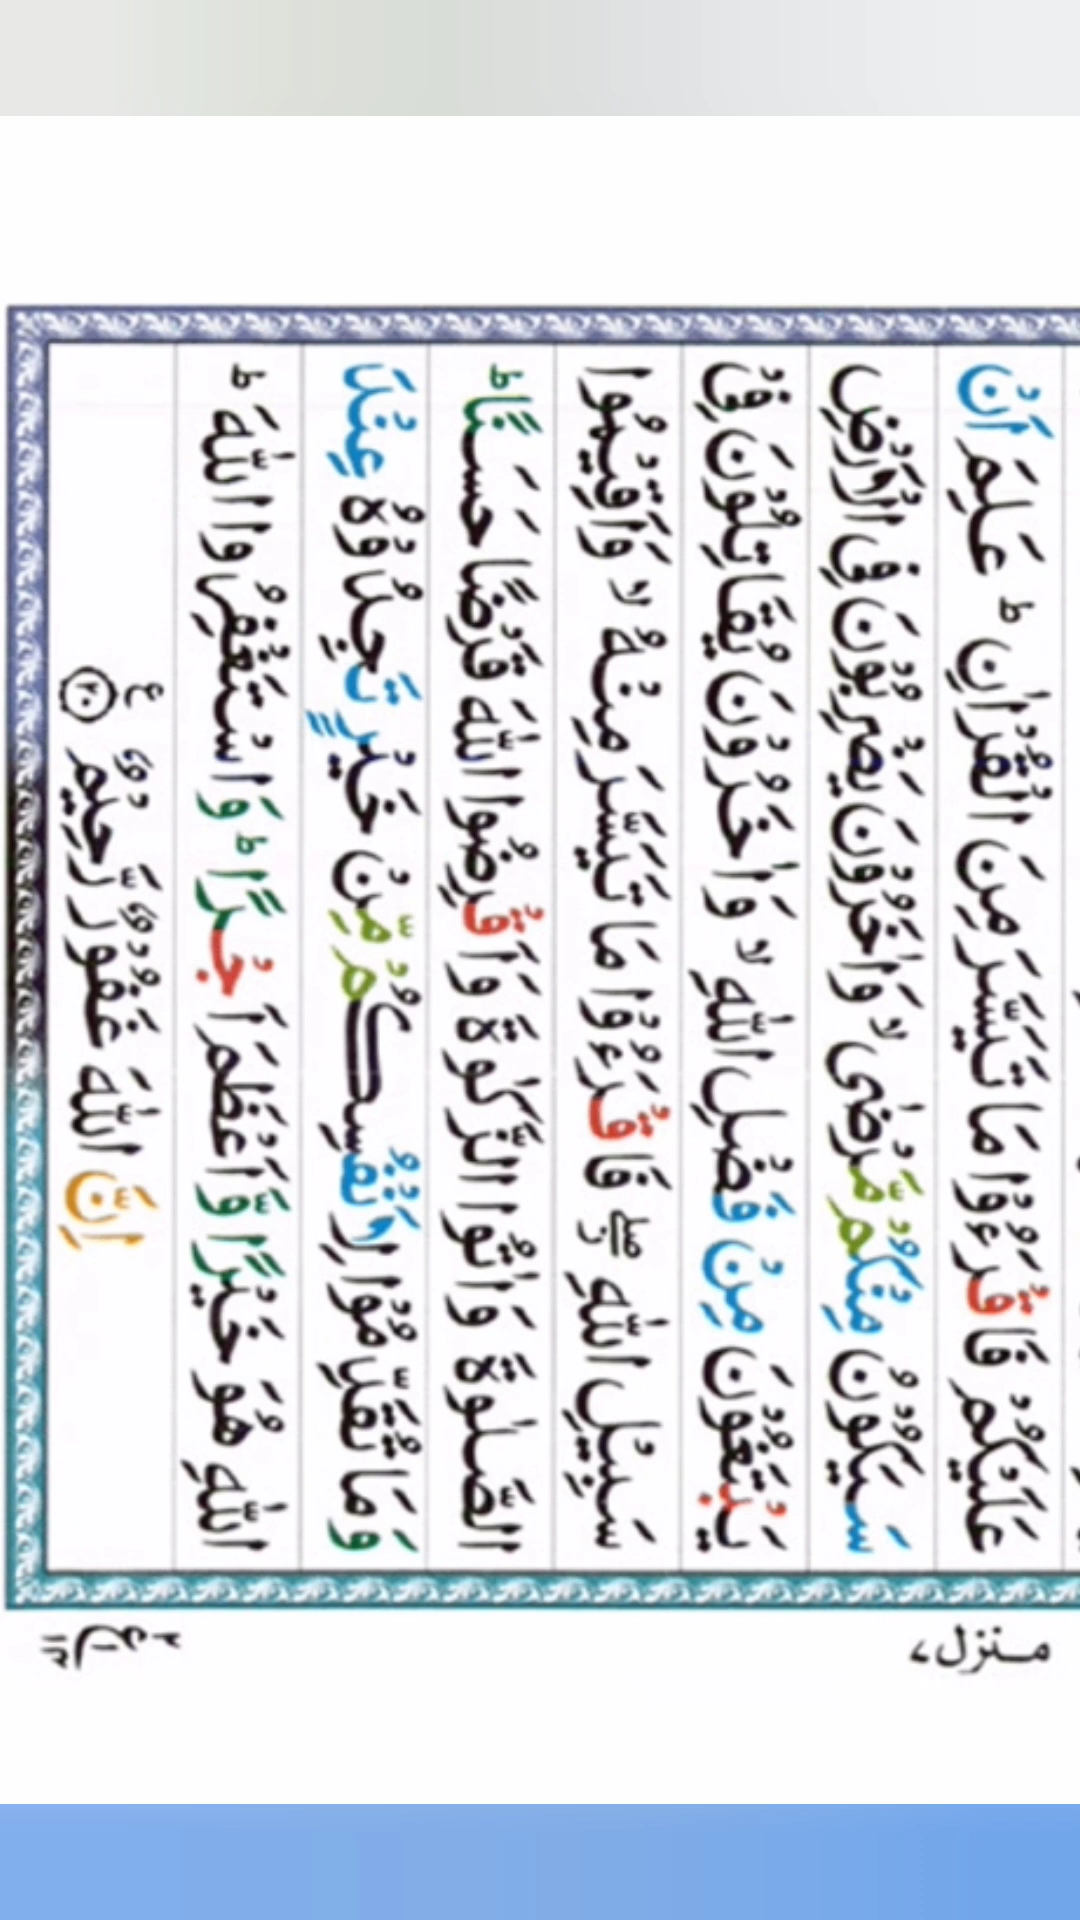 عَلَيْكُمْ فَاقْرَءُوْا مَا تَيَسَّرَ مِنَ الْقُرْاٰنِ ؕ عَلِمَ اَنْ
سَيَكُوْنُ مِنْكُمْ مَّرْضٰى ۙ وَاٰخَرُوْنَ يَضْرِبُوْنَ فِى الْاَرْضِ
يَبْتَغُوْنَ مِنْ فَضْلِ اللّٰهِ ۙ وَاٰخَرُوْنَ يُقَاتِلُوْنَ فِىْ
سَبِيْلِ اللّٰهِ ۖ فَاقْرَءُوْا مَا تَيَسَّرَ مِنْهُ ۙ وَاَقِيْمُوا
الصَّلٰوةَ وَاٰتُوا الزَّكٰوةَ وَاَقْرِضُوا اللّٰهَ قَرْضًا حَسَنًا ؕ
وَمَا تُقَدِّمُوْا لِاَنْفُسِكُمْ مِّنْ خَيْرٍ تَجِدُوْهُ عِنْدَ
اللّٰهِ هُوَ خَيْرًا وَّاَعْظَمَ اَجْرًا ؕ وَاسْتَغْفِرُوا اللّٰهَ ؕ
اِنَّ اللّٰهَ غَفُوْرٌ رَّحِيْمٌ ع ۲۰
منزل ۷